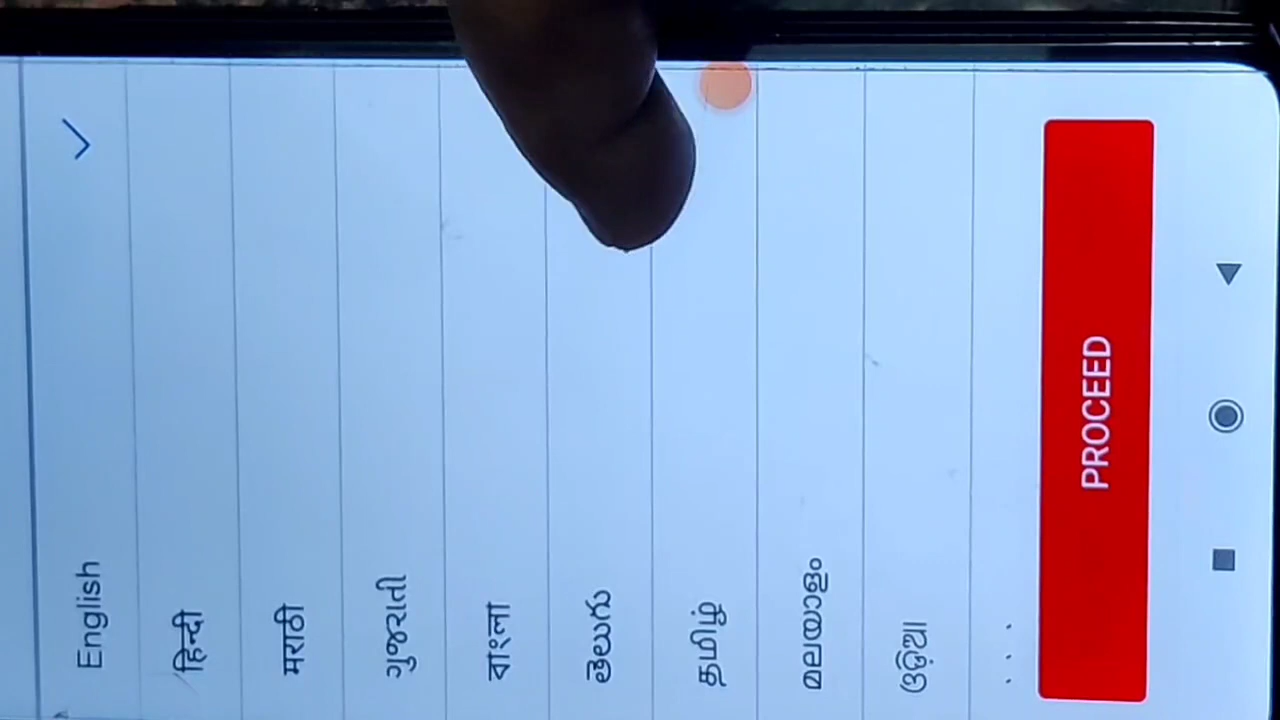 English
हिन्दी
मराठी
ગુજરાતી
বাংলা
తెలుగు
தமிழ்
മലയാളം
ଓଡ଼ିଆ
PROCEED